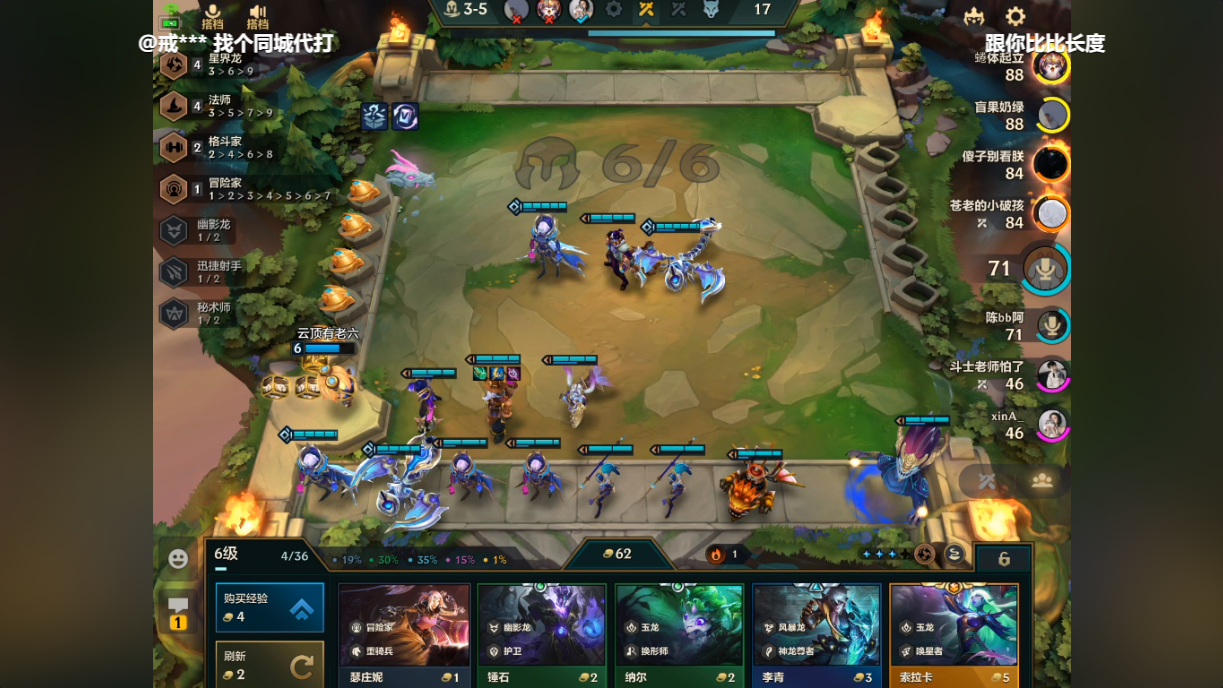 3-5
17
搭档
搭档
@戒*** 找个同城代打
跟你比比长度
4
星界龙
3 > 6 > 9
4
法师
3 > 5 > 7 > 9
2
格斗家
2 > 4 > 6 > 8
1
冒险家
1 > 2 > 3 > 4 > 5 > 6 > 7
幽影龙
1 / 2
迅捷射手
1 / 2
秘术师
1 / 2
6/6
蜷体起立
88
盲果奶绿
88
傻子别看朕
84
苍老的小破孩
84
71
陈bb阿
71
斗士老师怕了
46
xinA_
46
云顶有老六
6
6级
4/36
19%
30%
35%
15%
1%
62
1
6
购买经验
4
刷新
2
1
冒险家
重骑兵
瑟庄妮
1
幽影龙
护卫
锤石
2
玉龙
换形师
纳尔
2
风暴龙
神龙尊者
李青
3
玉龙
唤星者
索拉卡
5